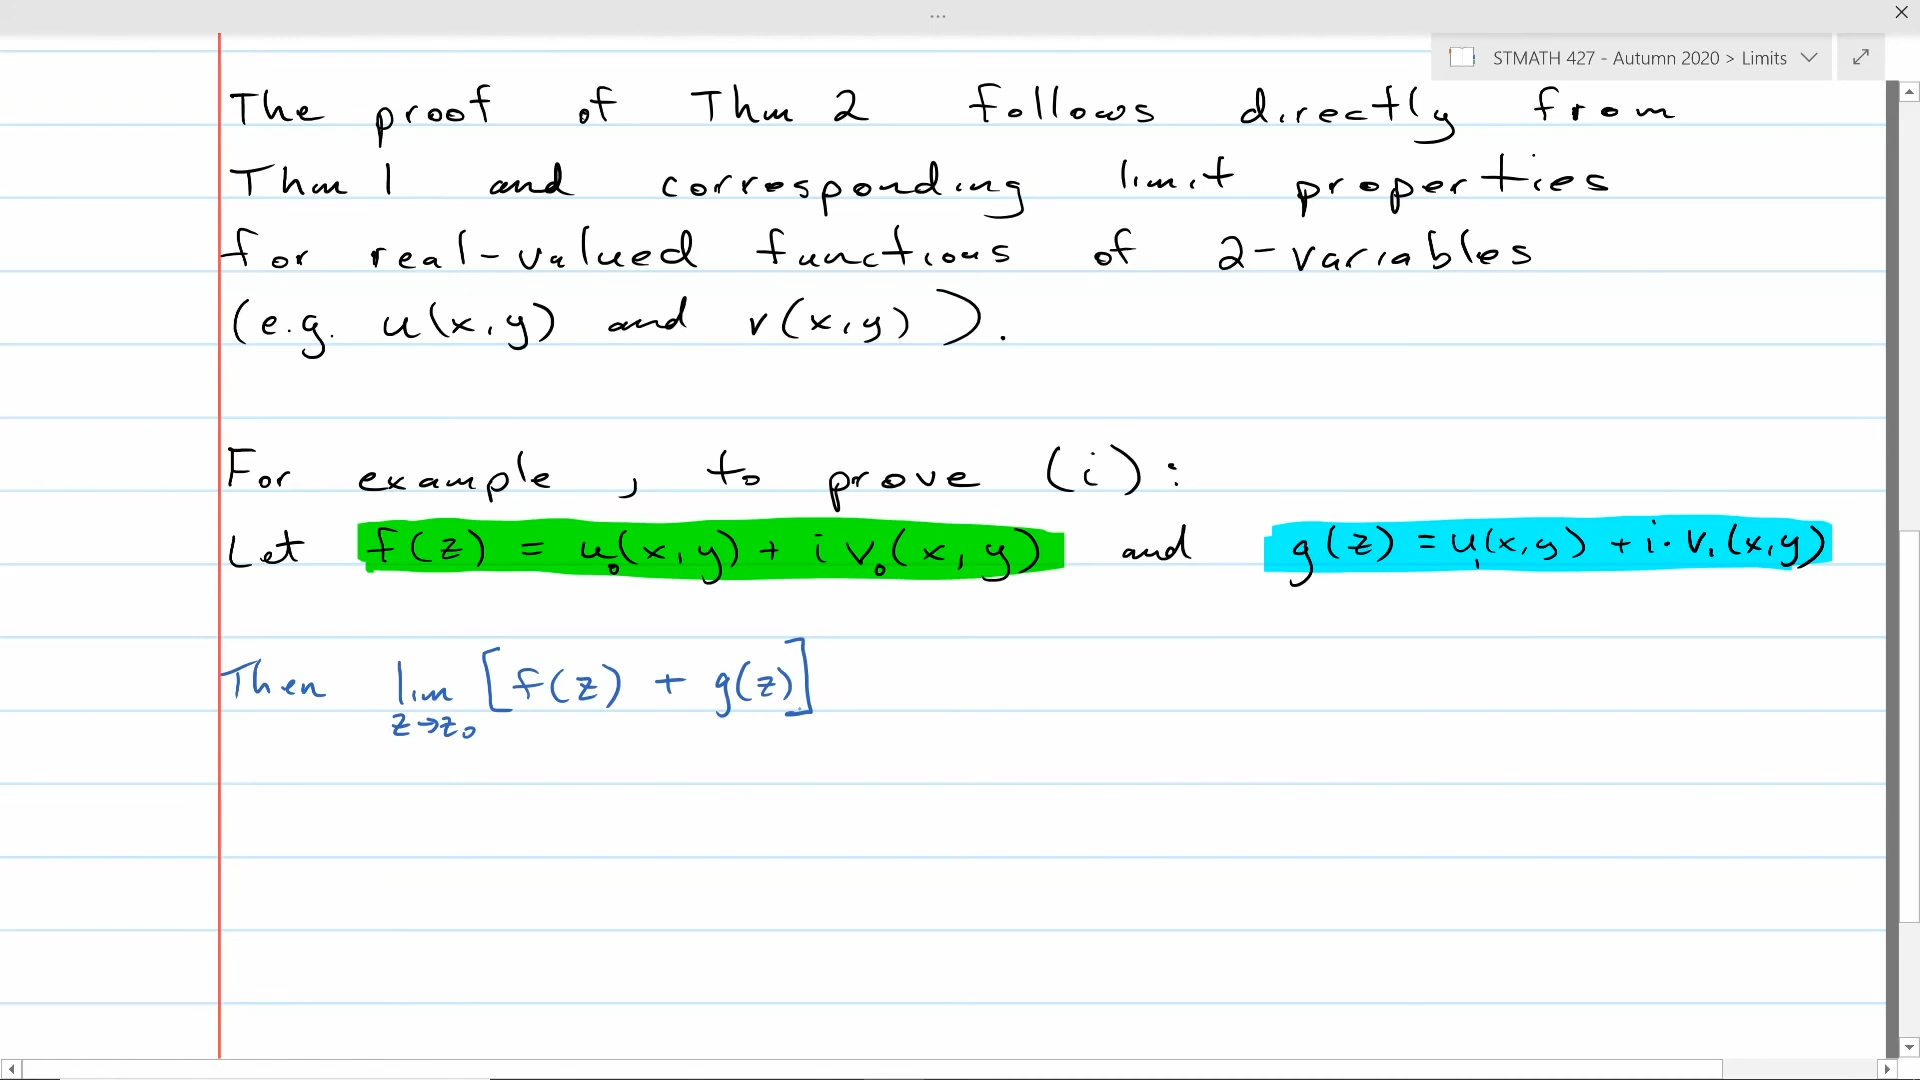 ...
STMATH 427 - Autumn 2020 > Limits
The proof of Thm 2 follows directly from
Thm 1 and corresponding limit properties
for real-valued functions of 2-variables
(e.g. u(x,y) and v(x,y)).
For example, to prove (i):
Let f(z) = u₀(x,y) + i v₀(x,y) and g(z) = u₁(x,y) + i·v₁(x,y)
Then lim [f(z) + g(z)]
z→z₀